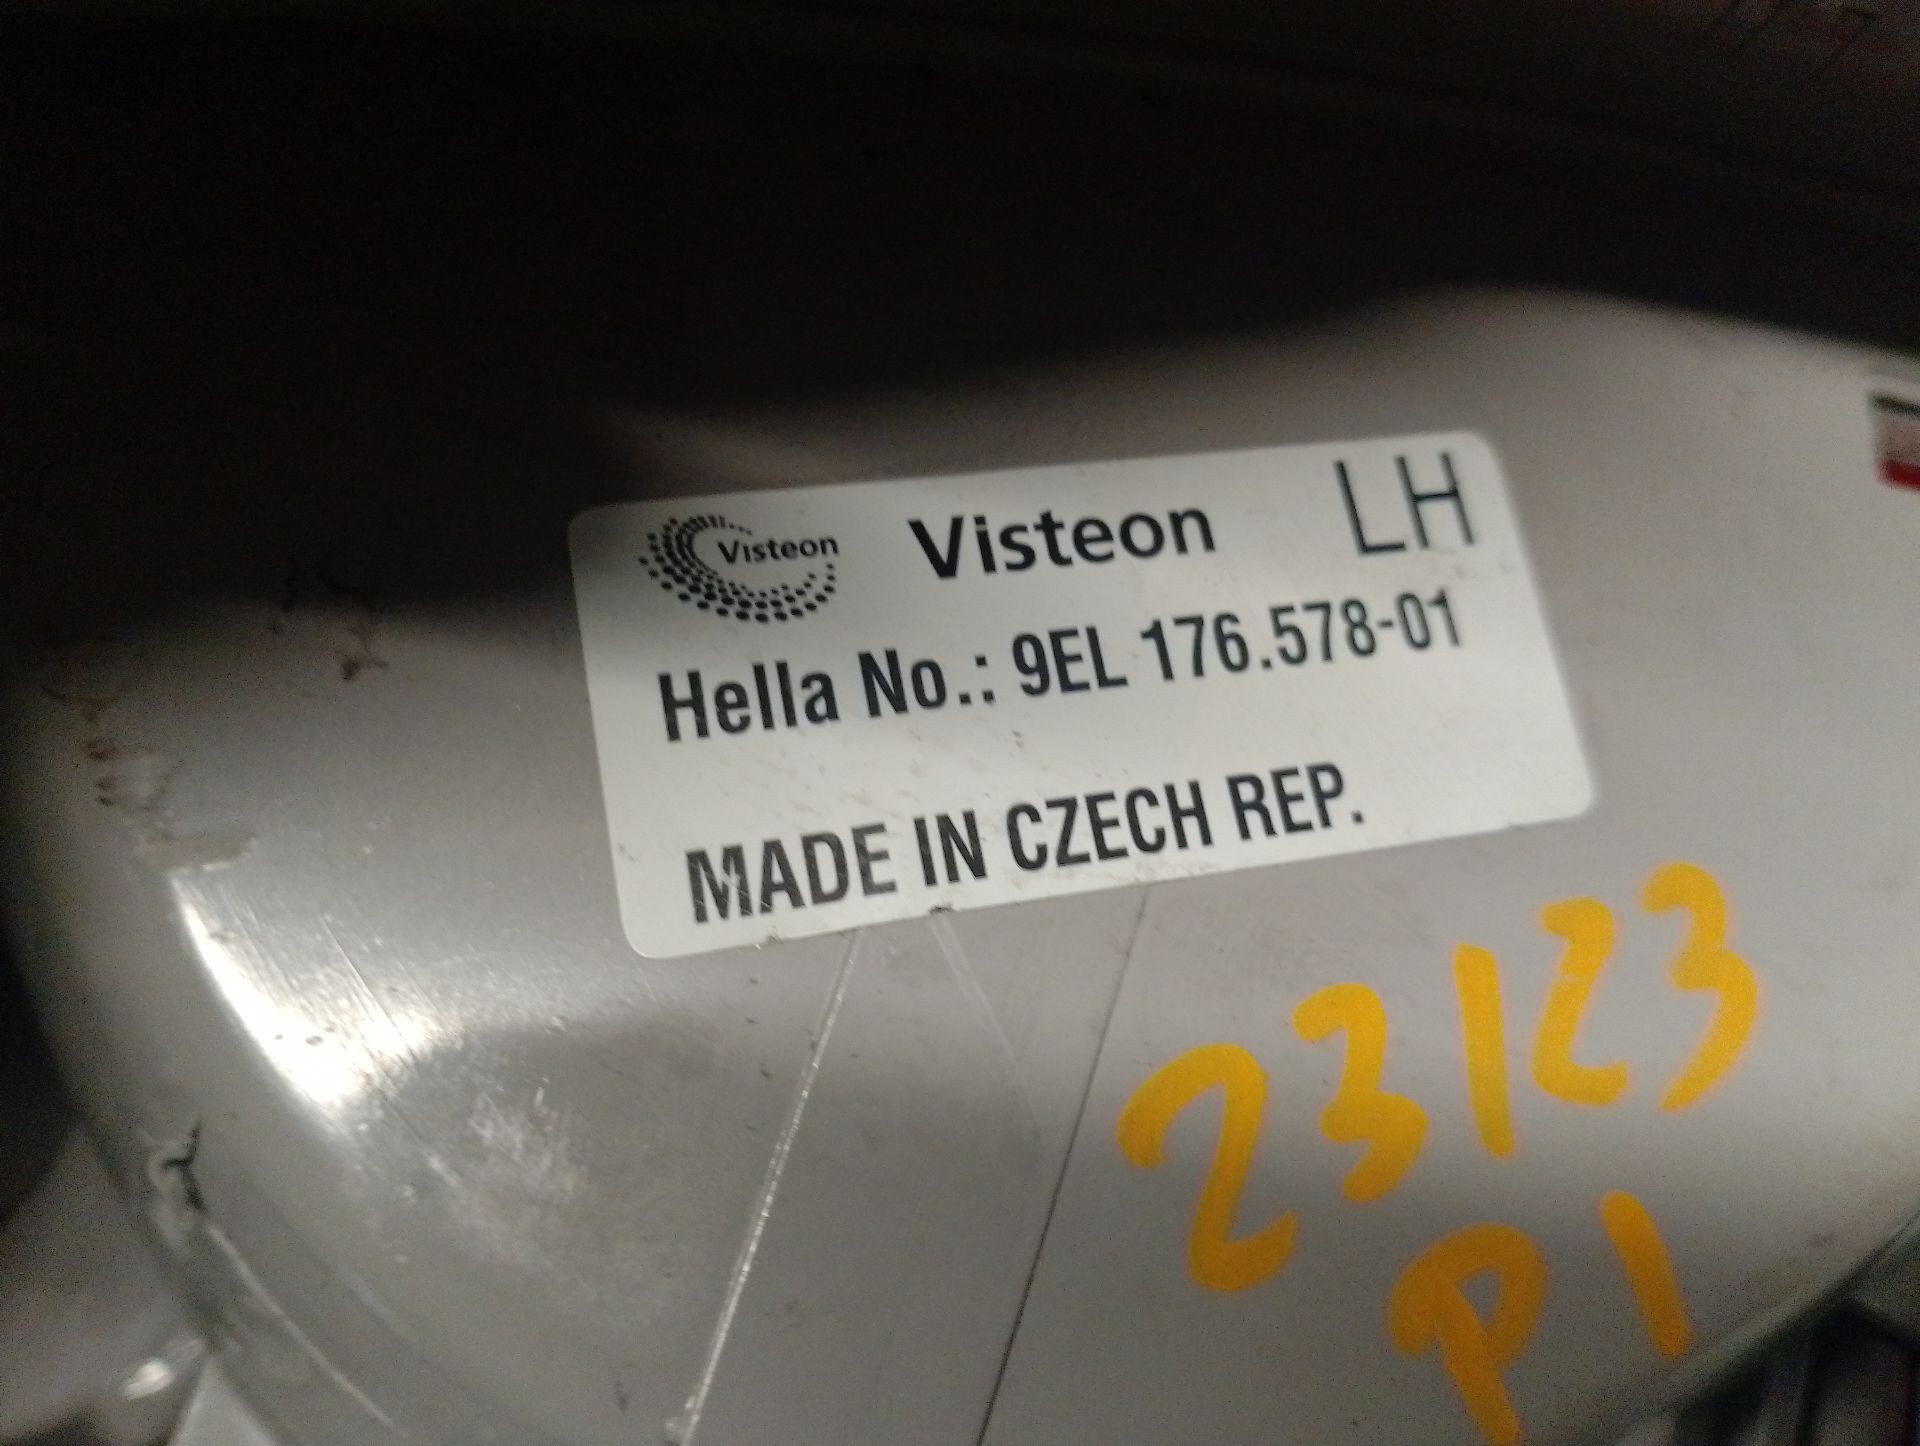 Visteon Visteon LH
Hella No.: 9EL 176.578-01
MADE IN CZECH REP.
23123
P1